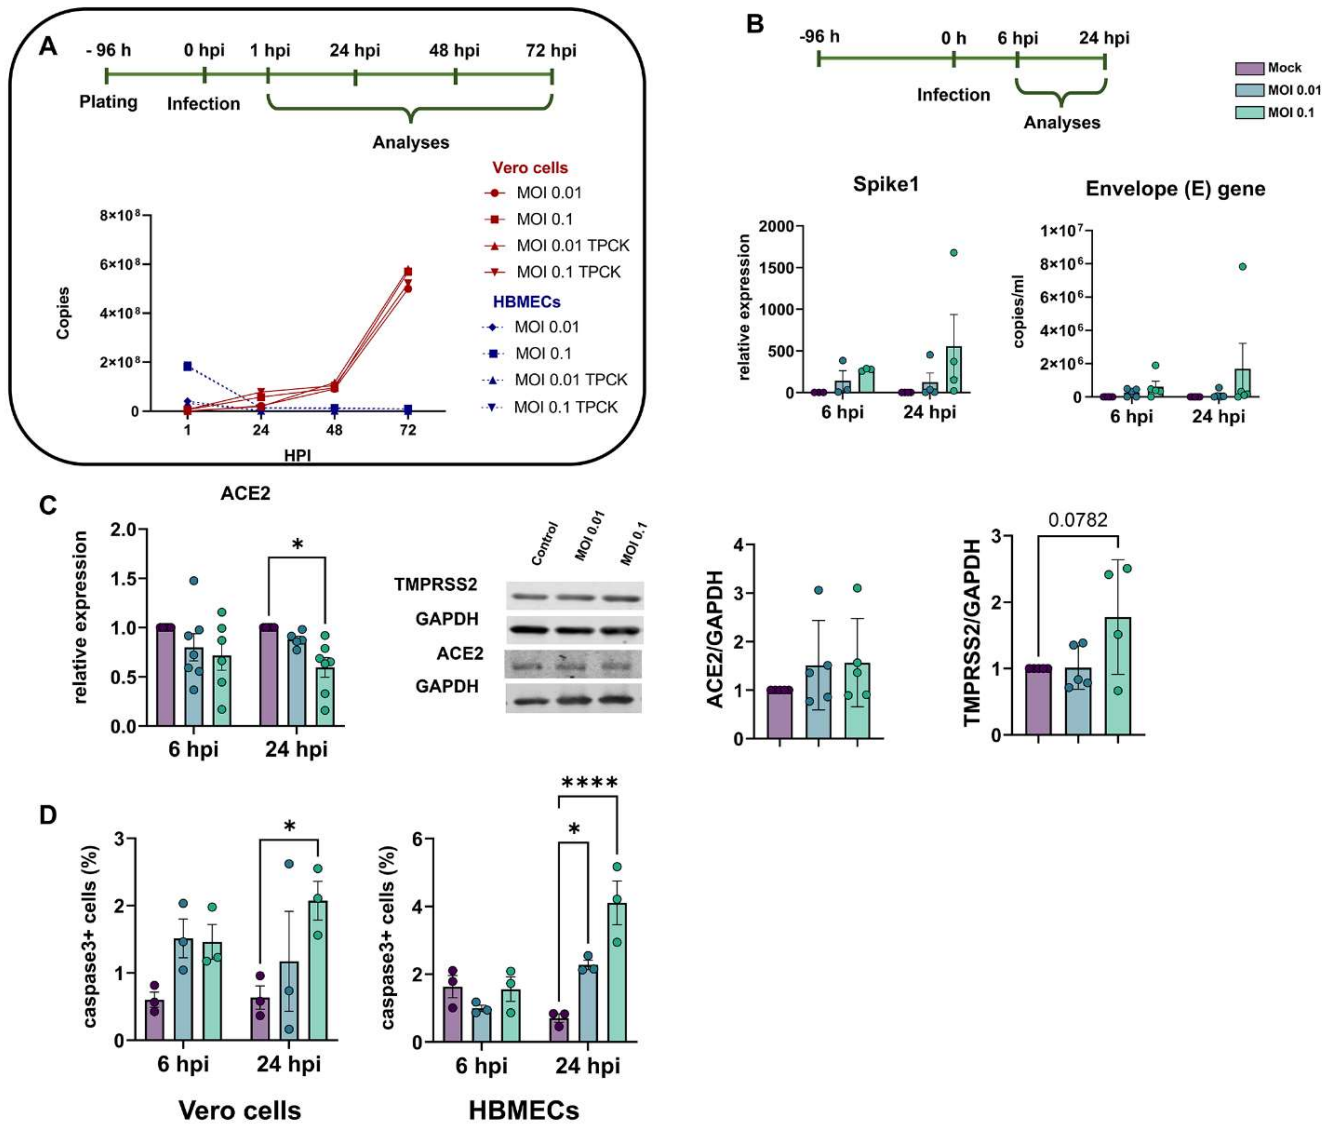 A
- 96 h 0 hpi 1 hpi 24 hpi 48 hpi 72 hpi
Plating Infection
Analyses
Vero cells
MOI 0.01
MOI 0.1
MOI 0.01 TPCK
MOI 0.1 TPCK
HBMECs
MOI 0.01
MOI 0.1
MOI 0.01 TPCK
MOI 0.1 TPCK
Copies
8×10⁸
6×10⁸
4×10⁸
2×10⁸
0
1 24 48 72
HPI
B
-96 h 0 h 6 hpi 24 hpi
Infection
Analyses
Mock
MOI 0.01
MOI 0.1
Spike1
relative expression
2000
1500
1000
500
0
6 hpi 24 hpi
Envelope (E) gene
copies/ml
1×10⁷
8×10⁶
6×10⁶
4×10⁶
2×10⁶
0
6 hpi 24 hpi
C
ACE2
relative expression
2.0
1.5
1.0
0.5
0.0
*
6 hpi 24 hpi
Control MOI 0.01 MOI 0.1
TMPRSS2
GAPDH
ACE2
GAPDH
ACE2/GAPDH
4
3
2
1
0
TMPRSS2/GAPDH
3
2
1
0
0.0782
D
caspase3+ cells (%)
3
2
1
0
*
6 hpi 24 hpi
Vero cells
caspase3+ cells (%)
6
4
2
0
****
*
6 hpi 24 hpi
HBMECs